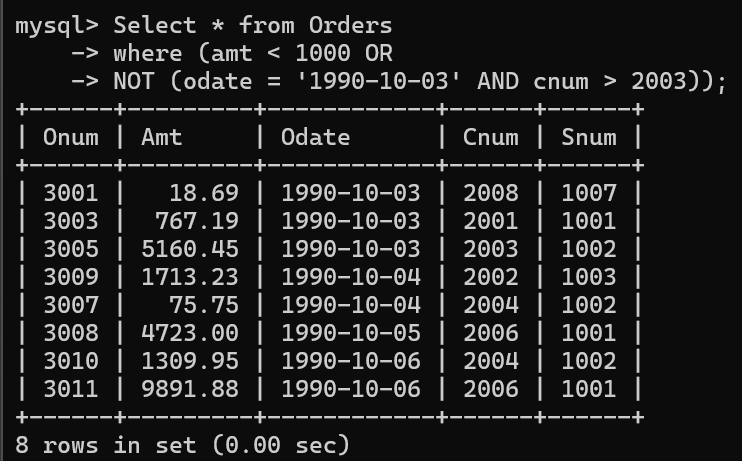 mysql> Select * from Orders
    -> where (amt < 1000 OR
    -> NOT (odate = '1990-10-03' AND cnum > 2003));
+------+---------+------------+------+------+
| Onum | Amt     | Odate      | Cnum | Snum |
+------+---------+------------+------+------+
| 3001 |   18.69 | 1990-10-03 | 2008 | 1007 |
| 3003 |  767.19 | 1990-10-03 | 2001 | 1001 |
| 3005 | 5160.45 | 1990-10-03 | 2003 | 1002 |
| 3009 | 1713.23 | 1990-10-04 | 2002 | 1003 |
| 3007 |   75.75 | 1990-10-04 | 2004 | 1002 |
| 3008 | 4723.00 | 1990-10-05 | 2006 | 1001 |
| 3010 | 1309.95 | 1990-10-06 | 2004 | 1002 |
| 3011 | 9891.88 | 1990-10-06 | 2006 | 1001 |
+------+---------+------------+------+------+
8 rows in set (0.00 sec)